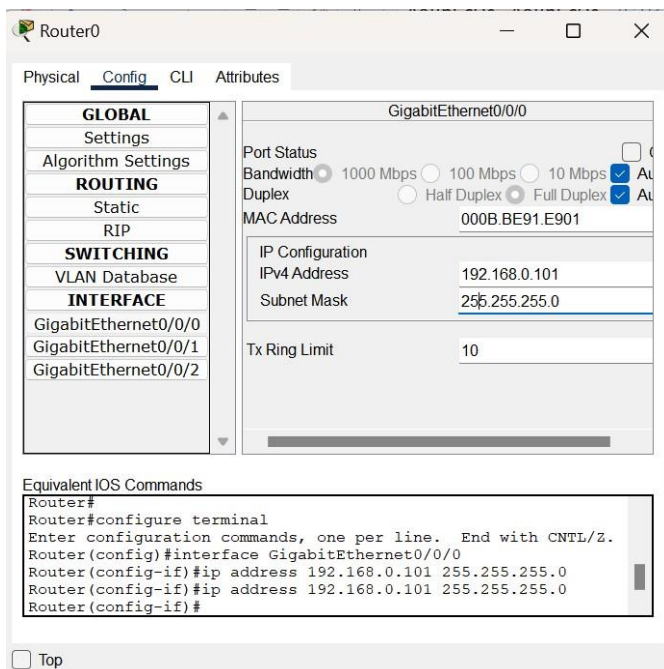 Router0
Physical Config CLI Attributes
GLOBAL
Settings
Algorithm Settings
ROUTING
Static
RIP
SWITCHING
VLAN Database
INTERFACE
GigabitEthernet0/0/0
GigabitEthernet0/0/1
GigabitEthernet0/0/2
GigabitEthernet0/0/0
Port Status
Bandwidth 1000 Mbps 100 Mbps 10 Mbps Au
Duplex Half Duplex Full Duplex Au
MAC Address 000B.BE91.E901
IP Configuration
IPv4 Address 192.168.0.101
Subnet Mask 255.255.255.0
Tx Ring Limit 10
Equivalent IOS Commands
Router#
Router#configure terminal
Enter configuration commands, one per line. End with CNTL/Z.
Router(config)#interface GigabitEthernet0/0/0
Router(config-if)#ip address 192.168.0.101 255.255.255.0
Router(config-if)#ip address 192.168.0.101 255.255.255.0
Router(config-if)#
Top